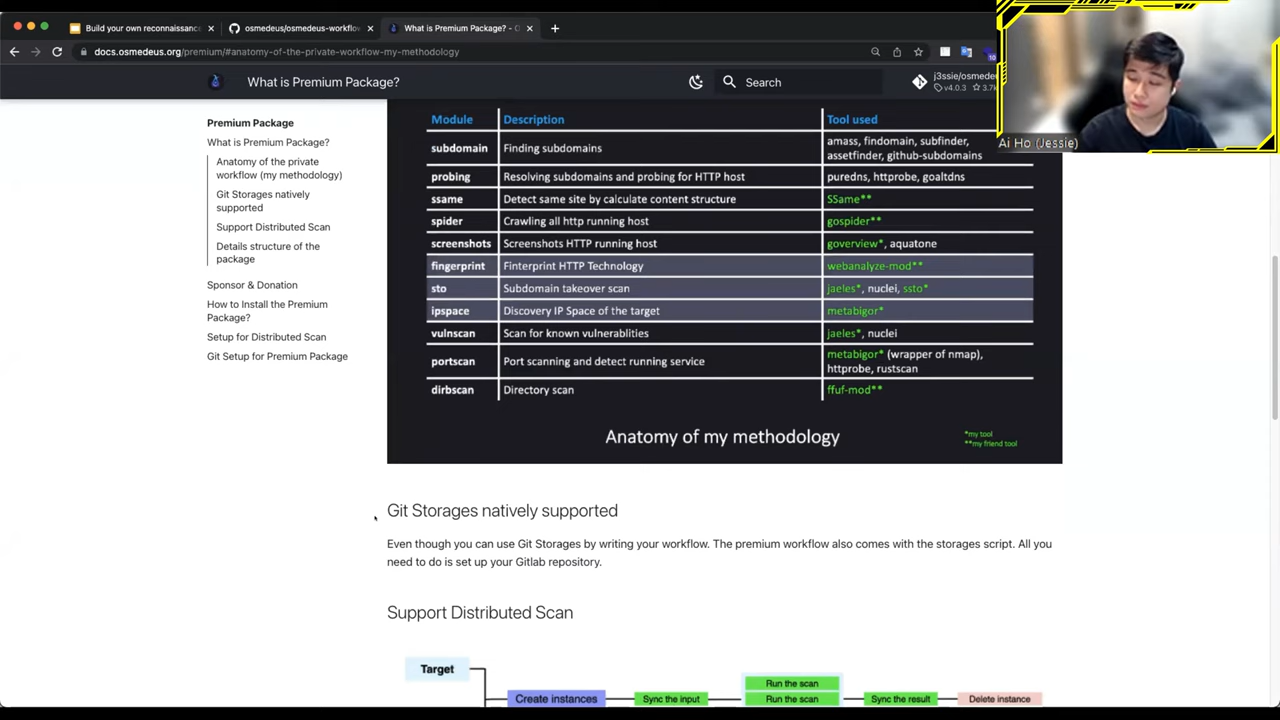 Build your own reconnaissance
osmedeus/osmedeus-workflow
What is Premium Package? - O
docs.osmedeus.org/premium/#anatomy-of-the-private-workflow-my-methodology
10
What is Premium Package?
Search
j3ssie/osmedeu
v4.0.3
3.7k
Ai Ho (Jessie)
Premium Package
What is Premium Package?
Anatomy of the private
workflow (my methodology)
Git Storages natively
supported
Support Distributed Scan
Details structure of the
package
Sponsor & Donation
How to Install the Premium
Package?
Setup for Distributed Scan
Git Setup for Premium Package
Module Description Tool used
subdomain Finding subdomains amass, findomain, subfinder,
assetfinder, github-subdomains
probing Resolving subdomains and probing for HTTP host puredns, httprobe, goaltdns
ssame Detect same site by calculate content structure SSame**
spider Crawling all http running host gospider**
screenshots Screenshots HTTP running host goverview*, aquatone
fingerprint Finterprint HTTP Technology webanalyze-mod**
sto Subdomain takeover scan jaeles*, nuclei, ssto*
ipspace Discovery IP Space of the target metabigor*
vulnscan Scan for known vulnerablities jaeles*, nuclei
portscan Port scanning and detect running service metabigor* (wrapper of nmap),
httprobe, rustscan
dirbscan Directory scan ffuf-mod**
Anatomy of my methodology
*my tool
**my friend tool
Git Storages natively supported
Even though you can use Git Storages by writing your workflow. The premium workflow also comes with the storages script. All you
need to do is set up your Gitlab repository.
Support Distributed Scan
Target
Run the scan
Create instances Sync the input Run the scan Sync the result Delete instance